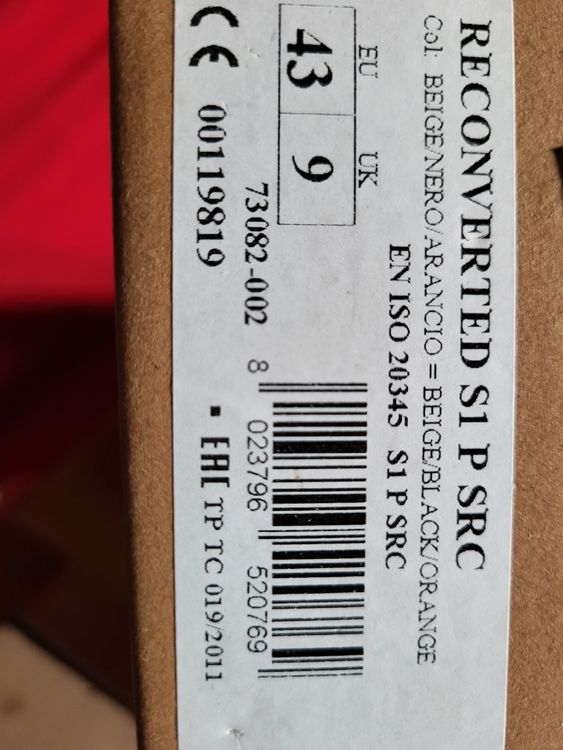 RECONVERTED S1 P SRC
Col: BEIGE/NERO/ARANCIO = BEIGE/BLACK/ORANGE
EN ISO 20345 S1 P SRC
EU UK
43 9
73082-002
8 023796 520769
CE 00119819
EAC TP TC 019/2011